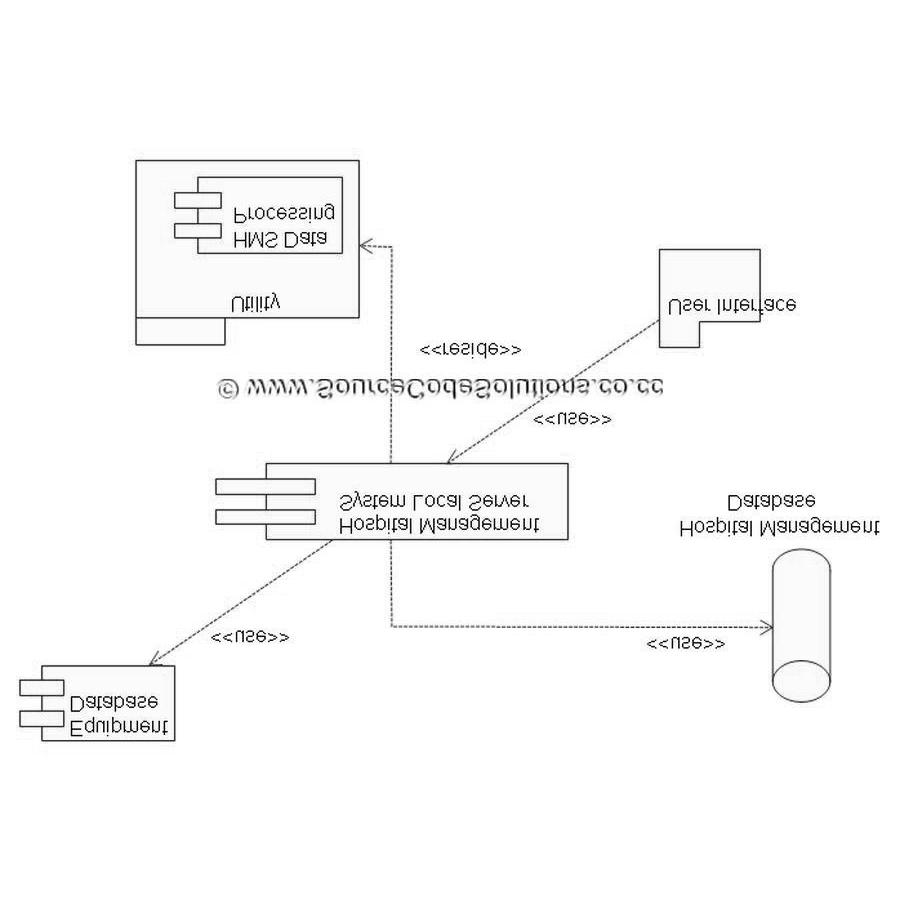 Equipment
Database
<<use>>
<<use>>
Hospital Management
Database
Hospital Management
System Local Server
<<use>>
© www.SourceCodeSolutions.co.cc
<<reside>>
User Interface
Utility
HMS Data
Processing